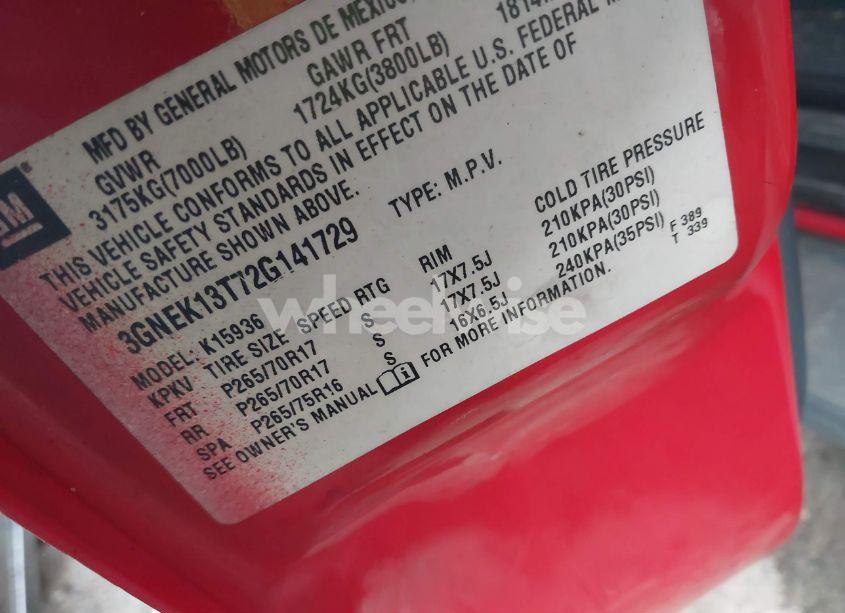 GM
MFD BY GENERAL MOTORS DE MEXICO,
GVWR GAWR FRT
3175KG(7000LB) 1724KG(3800LB) 1814
THIS VEHICLE CONFORMS TO ALL APPLICABLE U.S. FEDERAL M
VEHICLE SAFETY STANDARDS IN EFFECT ON THE DATE OF
MANUFACTURE SHOWN ABOVE.
3GNEK13T72G141729 TYPE: M.P.V.
MODEL: K15936
KPKV TIRE SIZE SPEED RTG RIM COLD TIRE PRESSURE
FRT P265/70R17 S 17X7.5J 210KPA(30PSI)
RR P265/70R17 S 17X7.5J 210KPA(30PSI)
SPA P265/75R16 S 16X6.5J 240KPA(35PSI)
SEE OWNER'S MANUAL FOR MORE INFORMATION.
F 389
T 339
wheelwise